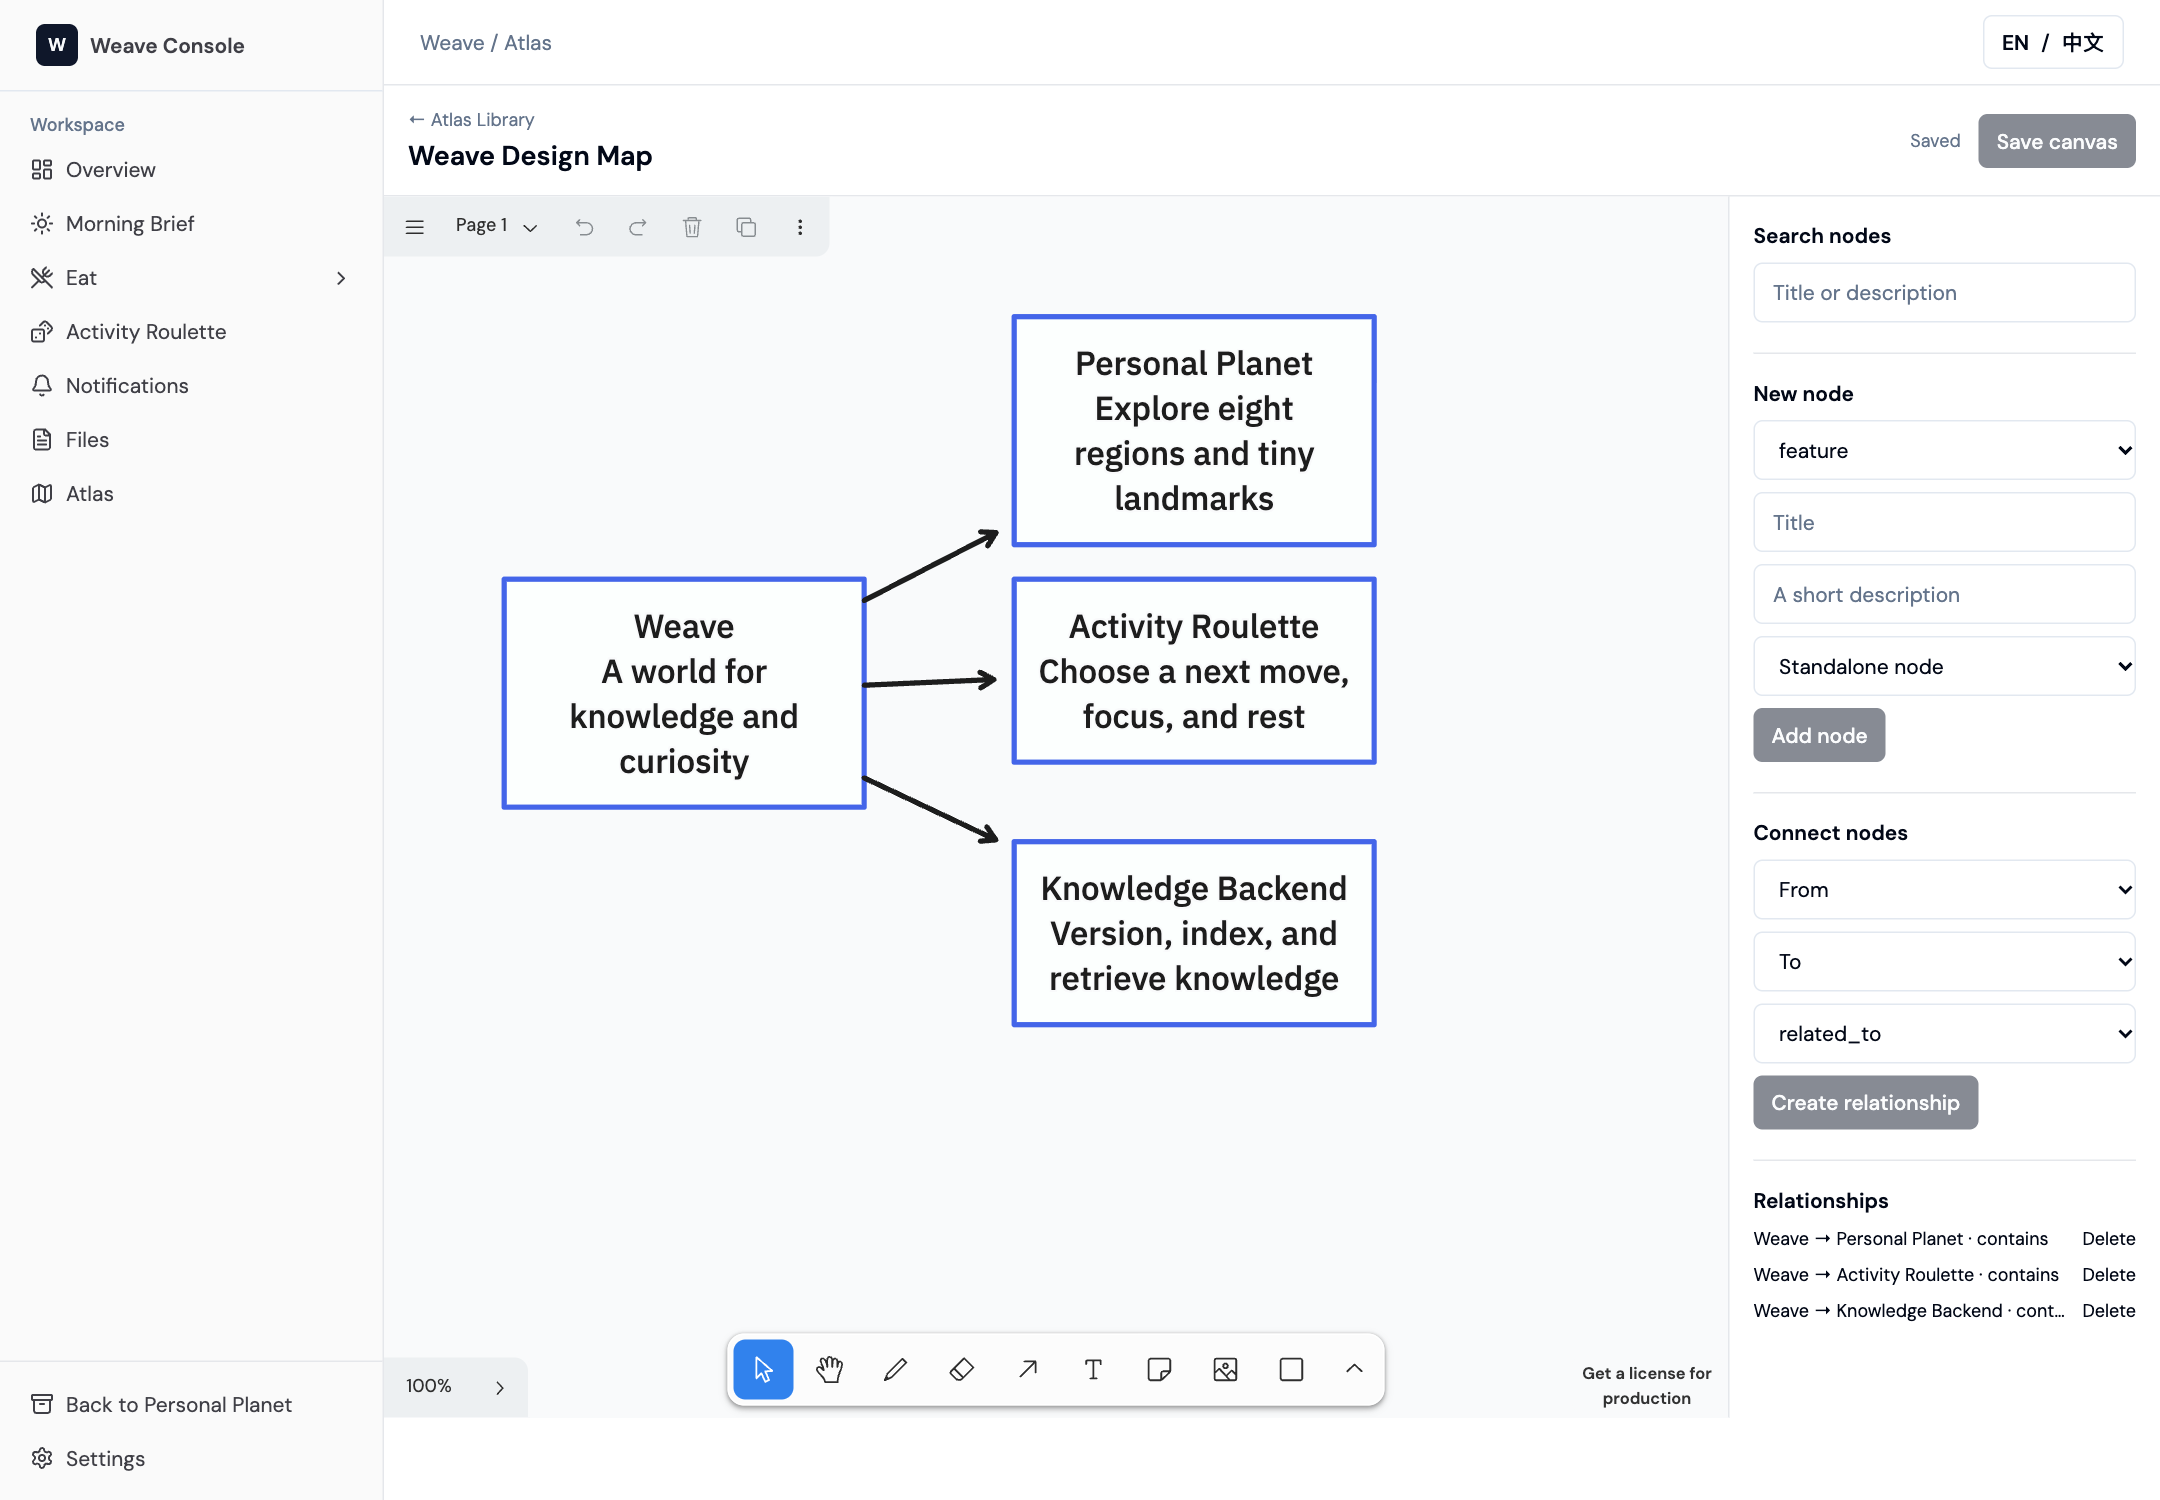 W Weave Console
Workspace
Overview
Morning Brief
Eat
Activity Roulette
Notifications
Files
Atlas
Back to Personal Planet
Settings
Weave / Atlas
EN / 中文
← Atlas Library
Weave Design Map
Saved
Save canvas
Page 1
Personal Planet
Explore eight
regions and tiny
landmarks
Weave
A world for
knowledge and
curiosity
Activity Roulette
Choose a next move,
focus, and rest
Knowledge Backend
Version, index, and
retrieve knowledge
100%
T
Get a license for
production
Search nodes
Title or description
New node
feature
Title
A short description
Standalone node
Add node
Connect nodes
From
To
related_to
Create relationship
Relationships
Weave → Personal Planet · contains Delete
Weave → Activity Roulette · contains Delete
Weave → Knowledge Backend · cont... Delete